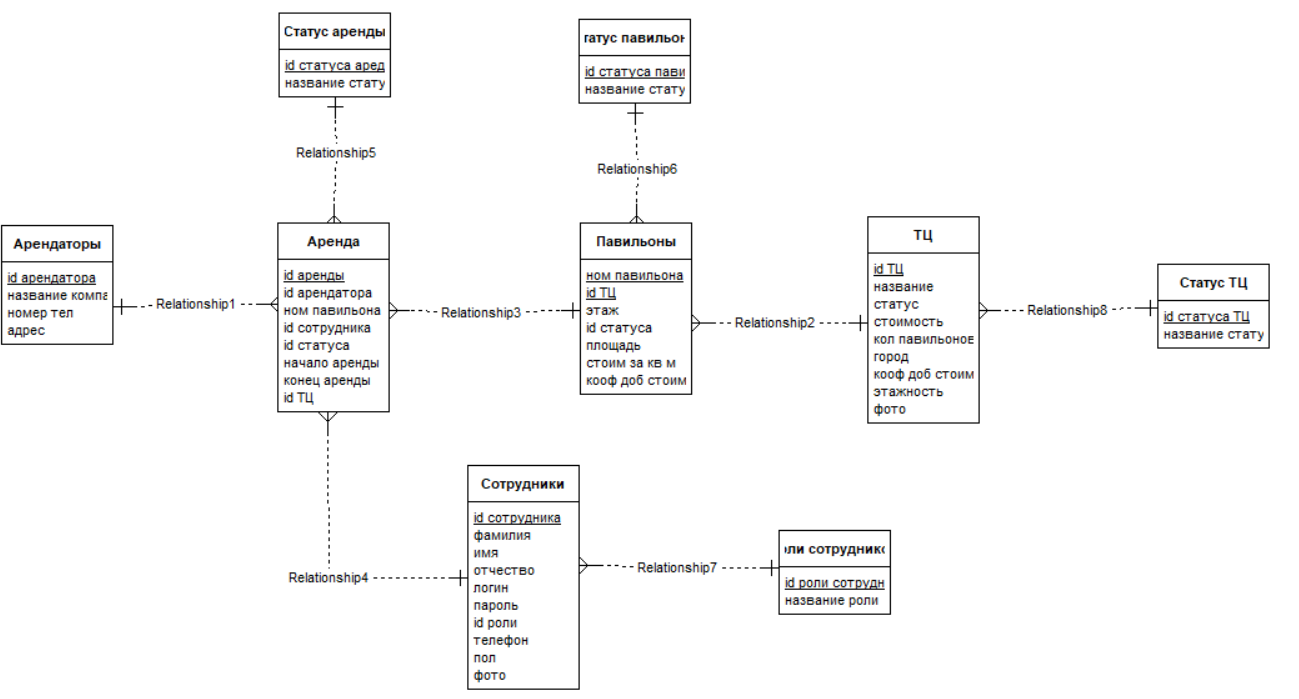 Статус аренды
id статуса аред
название стату
татус павильон
id статуса пави
название стату
Relationship5
Relationship6
Арендаторы
id арендатора
название компа
номер тел
адрес
Relationship1
Аренда
id аренды
id арендатора
ном павильона
id сотрудника
id статуса
начало аренды
конец аренды
id ТЦ
Relationship3
Павильоны
ном павильона
id ТЦ
этаж
id статуса
площадь
стоим за кв м
кооф доб стоим
Relationship2
ТЦ
id ТЦ
название
статус
стоимость
кол павильонов
город
кооф доб стоим
этажность
фото
Relationship8
Статус ТЦ
id статуса ТЦ
название стату
Relationship4
Сотрудники
id сотрудника
фамилия
имя
отчество
логин
пароль
id роли
телефон
пол
фото
Relationship7
оли сотруднико
id роли сотрудн
название роли